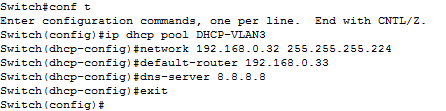 Switch#conf t
Enter configuration commands, one per line.  End with CNTL/Z.
Switch(config)#ip dhcp pool DHCP-VLAN3
Switch(dhcp-config)#network 192.168.0.32 255.255.255.224
Switch(dhcp-config)#default-router 192.168.0.33
Switch(dhcp-config)#dns-server 8.8.8.8
Switch(dhcp-config)#exit
Switch(config)#